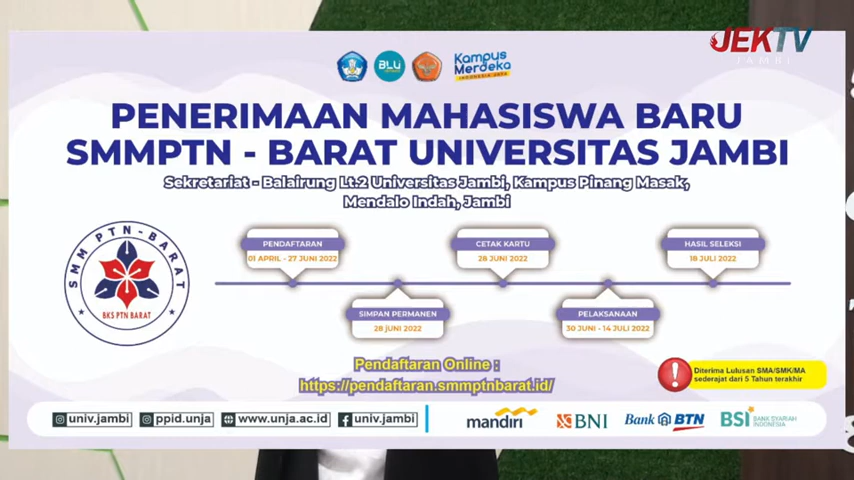 JEKTV
JAMBI
BLU
Kampus
Merdeka
INDONESIA JAYA
PENERIMAAN MAHASISWA BARU
SMMPTN - BARAT UNIVERSITAS JAMBI
Sekretariat - Balairung Lt.2 Universitas Jambi, Kampus Pinang Masak,
Mendalo Indah, Jambi
SMM PTN-BARAT
BKS PTN BARAT
PENDAFTARAN
01 APRIL - 27 JUNI 2022
SIMPAN PERMANEN
28 JUNI 2022
CETAK KARTU
28 JUNI 2022
PELAKSANAAN
30 JUNI - 14 JULI 2022
HASIL SELEKSI
18 JULI 2022
Pendaftaran Online :
https://pendaftaran.smmptnbarat.id/
Diterima Lulusan SMA/SMK/MA
sederajat dari 5 Tahun terakhir
univ.jambi
ppid.unja
www.unja.ac.id
univ.jambi
mandiri
BNI
Bank BTN
BSI BANK SYARIAH
INDONESIA